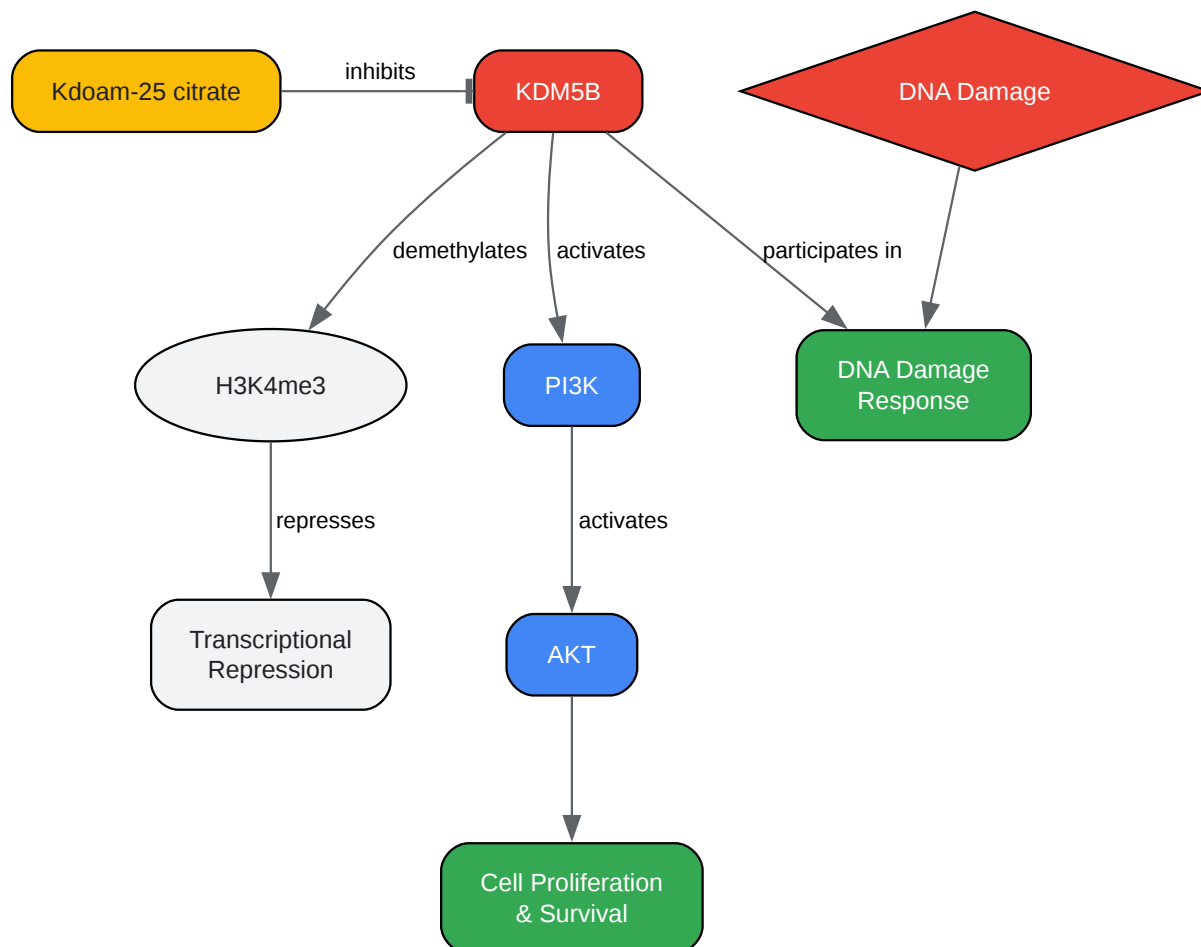 Kdoam-25 citrate
inhibits
KDM5B
DNA Damage
demethylates
activates
participates in
H3K4me3
PI3K
DNA Damage
Response
represses
activates
Transcriptional
Repression
AKT
Cell Proliferation
& Survival